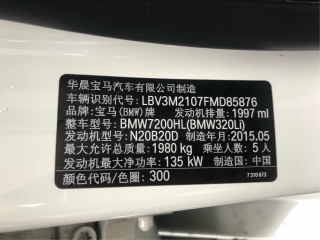 华晨宝马汽车有限公司制造
车辆识别代号:LBV3M2107FMD85876
品牌:宝马(BMW)牌 发动机排量:1997 ml
整车型号:BMW7200HL(BMW320Li)
发动机型号:N20B20D 制造年月:2015.05
最大允许总质量:1980 kg 乘坐人数:5 人
发动机最大净功率:135 kW 制造国:中国
颜色代码/色圈:300
7310673